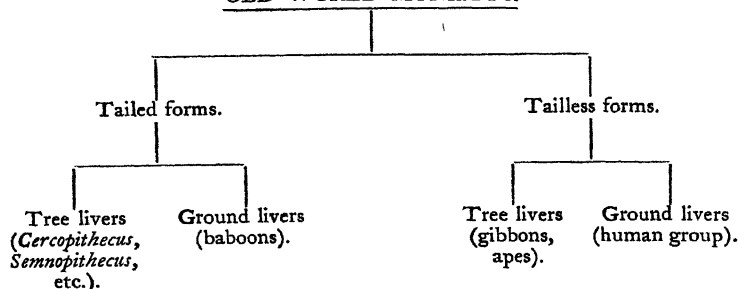 Tailed forms.
Tailless forms.
Tree livers
(Cercopithecus,
Semnopithecus,
etc.).
Ground livers
(baboons).
Tree livers
(gibbons,
apes).
Ground livers
(human group).